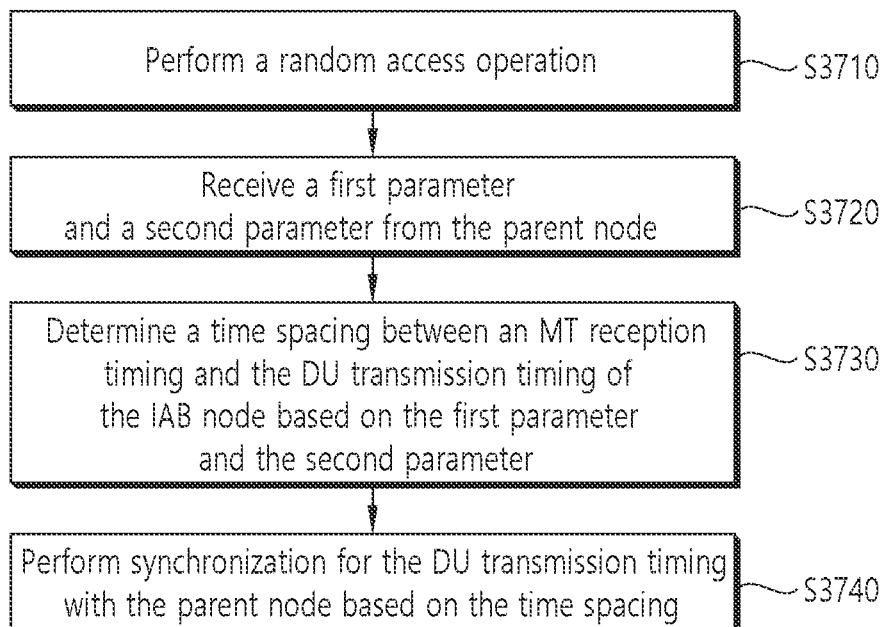 Perform a random access operation
S3710
Receive a first parameter
and a second parameter from the parent node
S3720
Determine a time spacing between an MT reception
timing and the DU transmission timing of
the IAB node based on the first parameter
and the second parameter
S3730
Perform synchronization for the DU transmission timing
with the parent node based on the time spacing
S3740